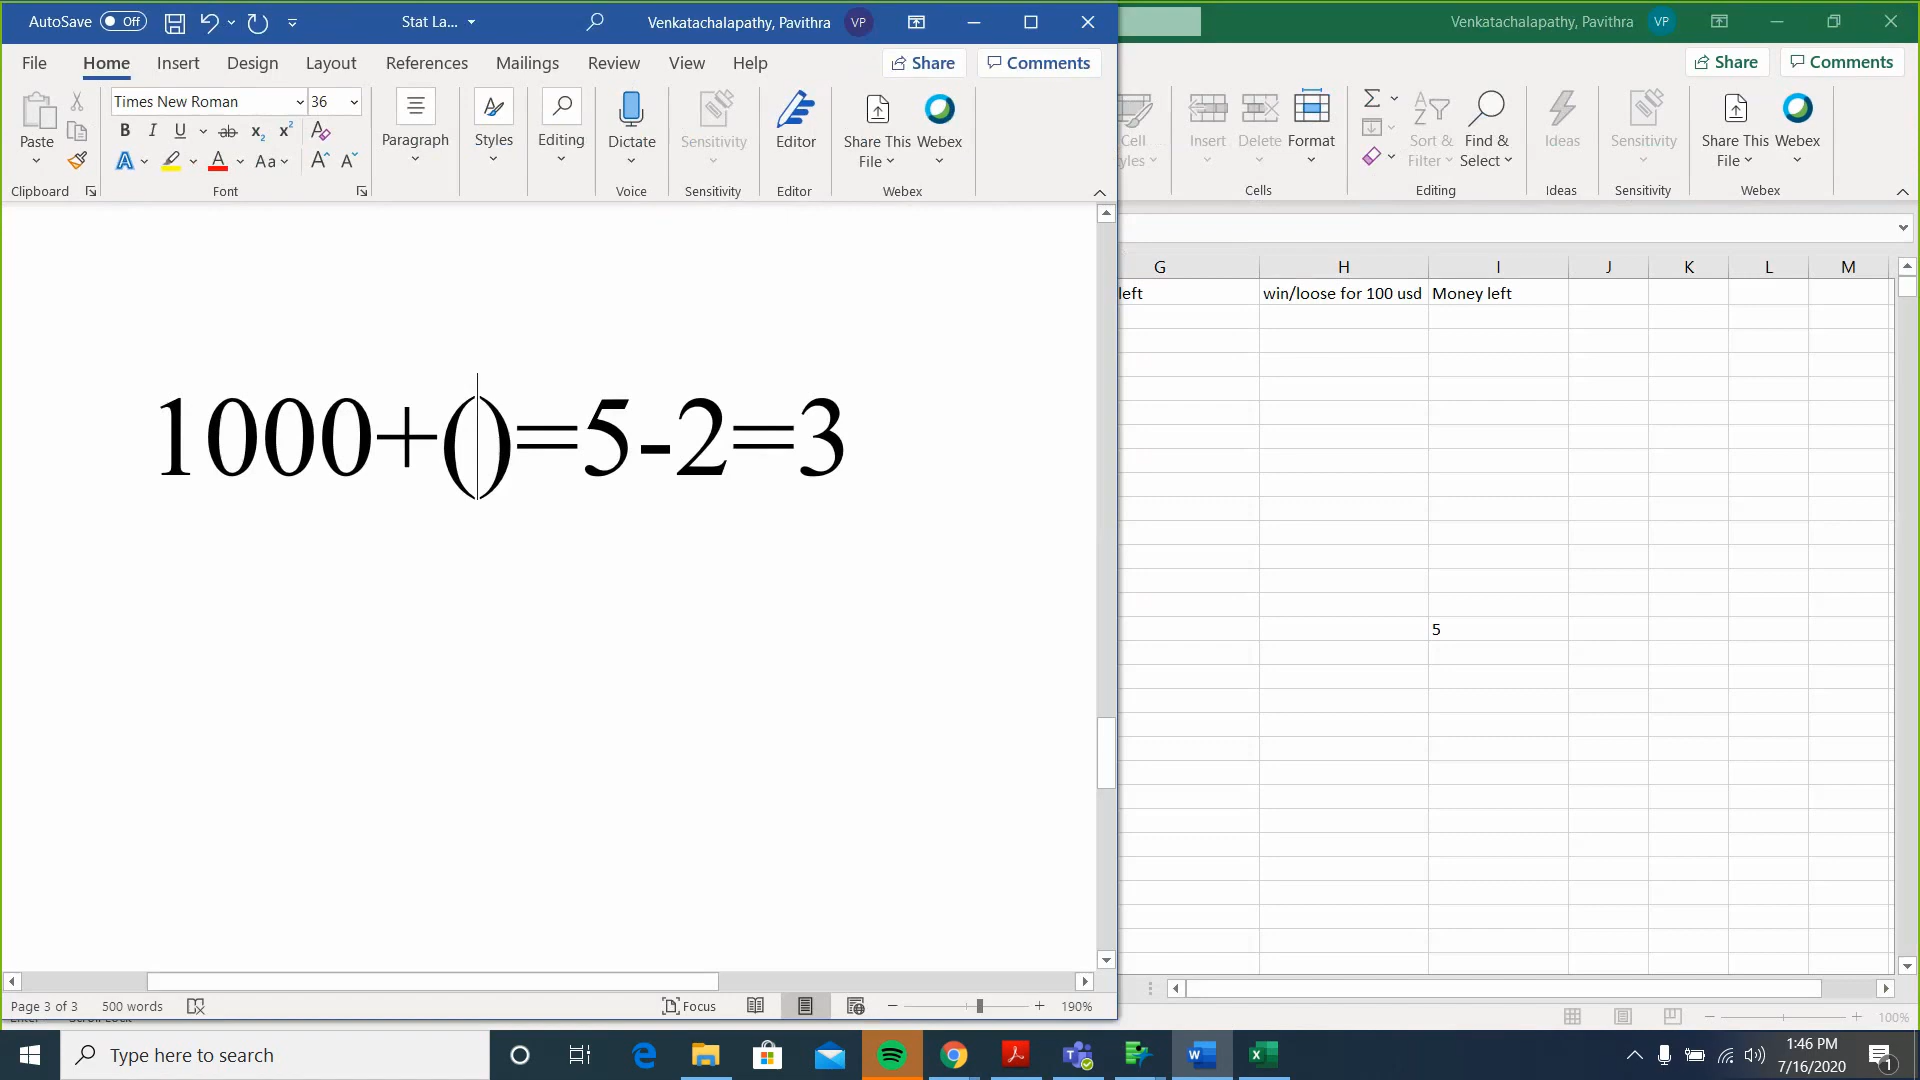 AutoSave Off Stat La... Venkatachalapathy, Pavithra VP
Venkatachalapathy, Pavithra VP
File Home Insert Design Layout References Mailings Review View Help Share Comments
Share Comments
Times New Roman 36
Paste
Paragraph Styles Editing Dictate Sensitivity Editor Share This File Webex
Clipboard Font Voice Sensitivity Editor Webex
Cell Insert Delete Format Sort & Filter Find & Select Ideas Sensitivity Share This File Webex
Cells Editing Ideas Sensitivity Webex
G H I J K L M
left win/loose for 100 usd Money left
1000+()=5-2=3
5
Page 3 of 3 500 words Focus 190%
100%
Type here to search
1:46 PM
7/16/2020
1